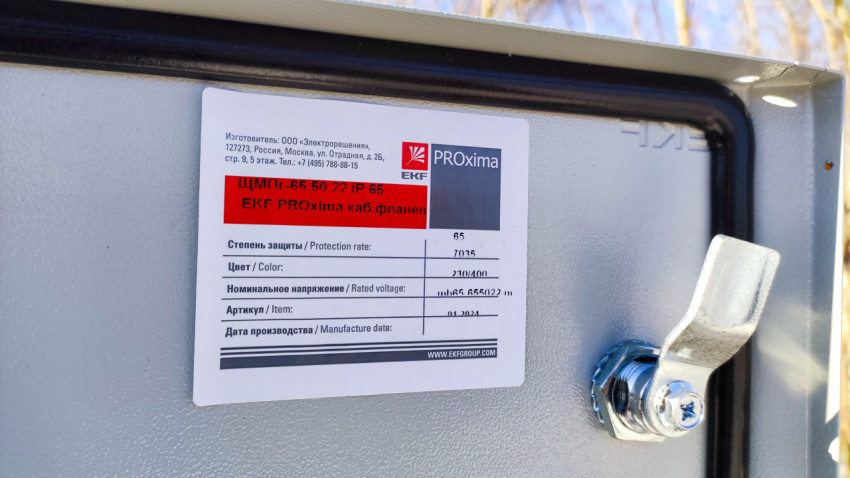 Изготовитель: ООО «Электрорешения»,
127273, Россия, Москва, ул. Отрадная, д. 2Б,
стр. 9, 5 этаж. Тел.: +7 (495) 788-88-15
EKF
PROxima
ЩМПг-65.50.22 IP 65
EKF PROxima каб.фланец
65
Степень защиты / Protection rate:
7035
Цвет / Color:
230/400
Номинальное напряжение / Rated voltage:
mb65.655022
Артикул / Item:
01.2024
Дата производства / Manufacture date:
WWW.EKFGROUP.COM
EKF